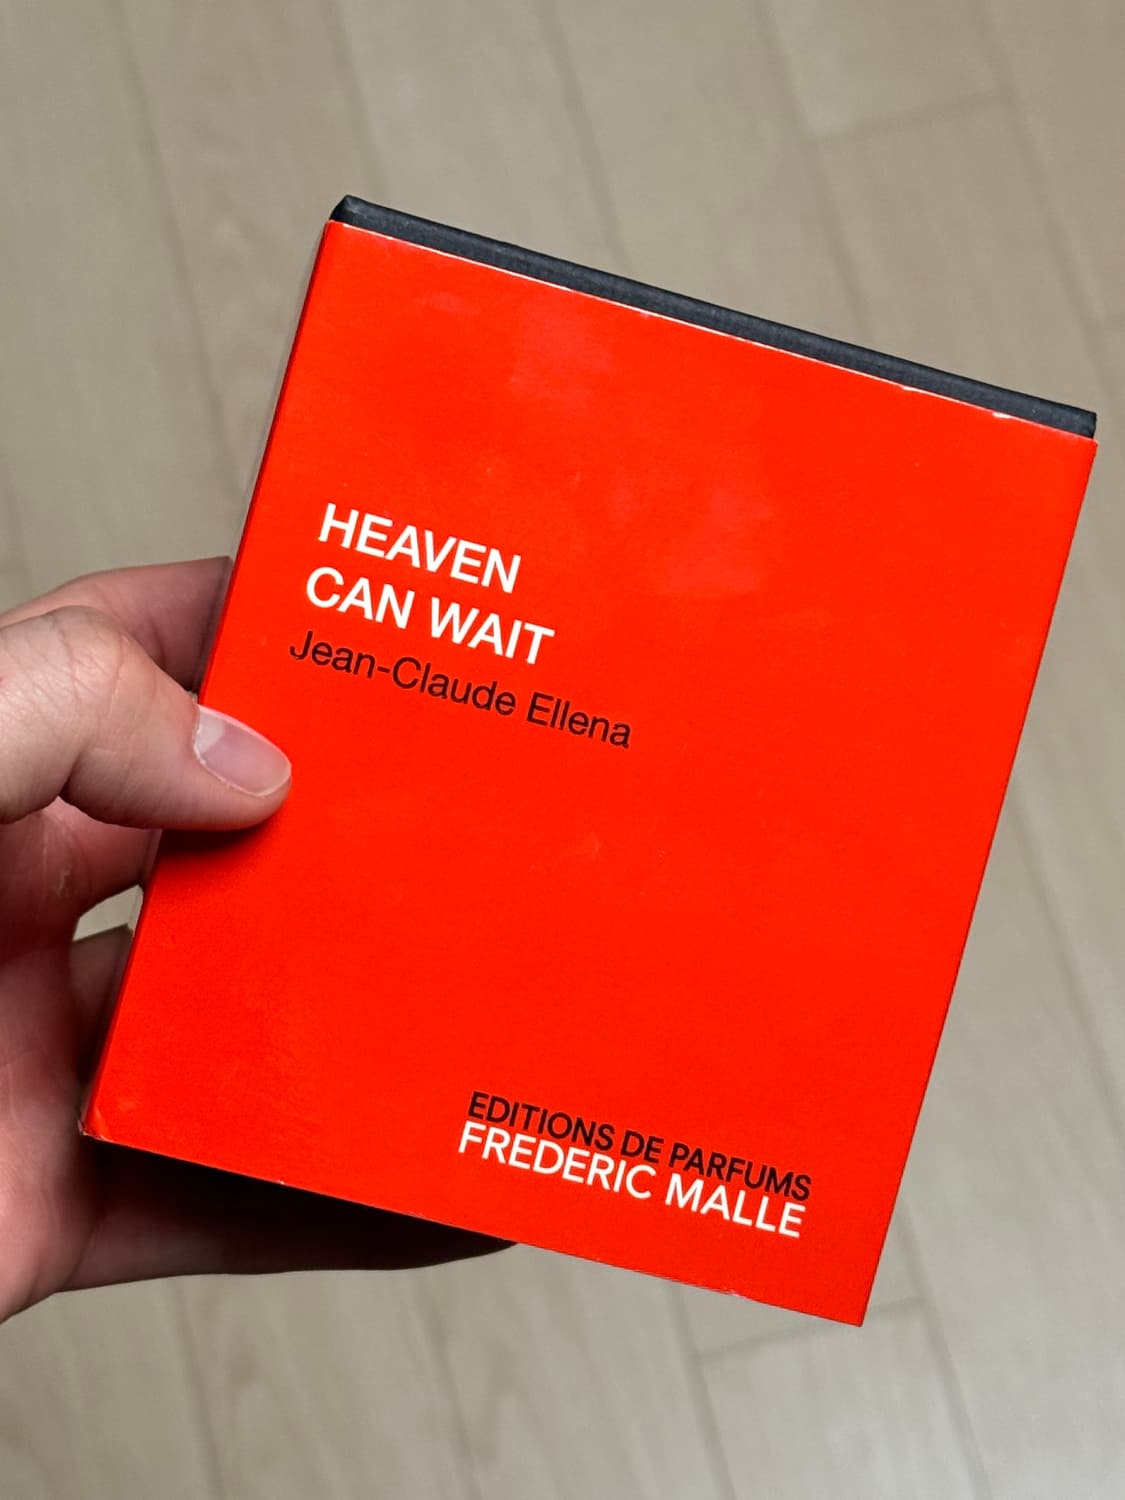 HEAVEN
CAN WAIT
Jean-Claude Ellena
EDITIONS DE PARFUMS
FREDERIC MALLE